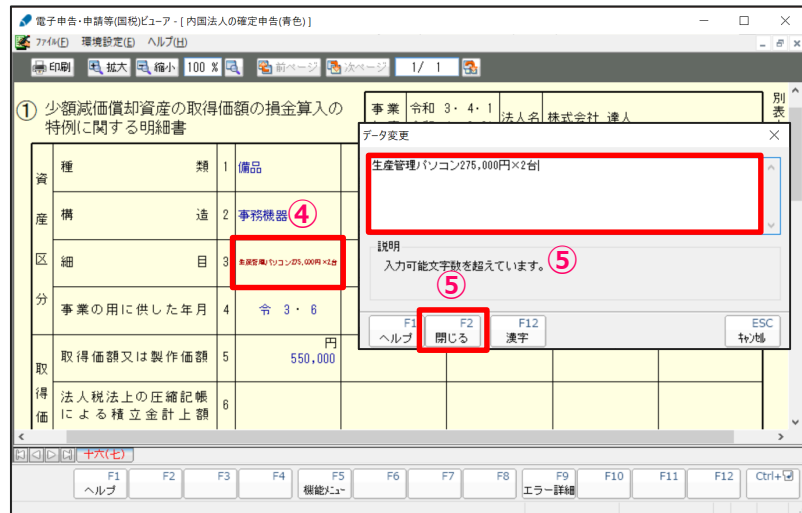 電子申告・申請等(国税)ビューア - [ 内国法人の確定申告(青色) ]
ファイル(F) 環境設定(E) ヘルプ(H)
印刷 拡大 縮小 100 % 前ページ 次ページ 1/ 1
① 少額減価償却資産の取得価額の損金算入の
特例に関する明細書
事業 令和 3・ 4・ 1
法人名 株式会社 達人
別表
データ変更
生産管理パソコン275,000円×2台
説明
入力可能文字数を超えています。 ⑤
⑤
F1 ヘルプ
F2 閉じる
F12 漢字
ESC キャンセル
資産区分
種類 1 備品
構造 2 事務機器 ④
細目 3 生産管理パソコン275,000円×2台
事業の用に供した年月 4 令 3・ 6
取得価
取得価額又は製作価額 5 円 550,000
法人税法上の圧縮記帳
による積立金計上額 6
十六(七)
F1 ヘルプ
F2
F3
F4
F5 機能メニュー
F6
F7
F8
F9 エラー詳細
F10
F11
F12
Ctrl+